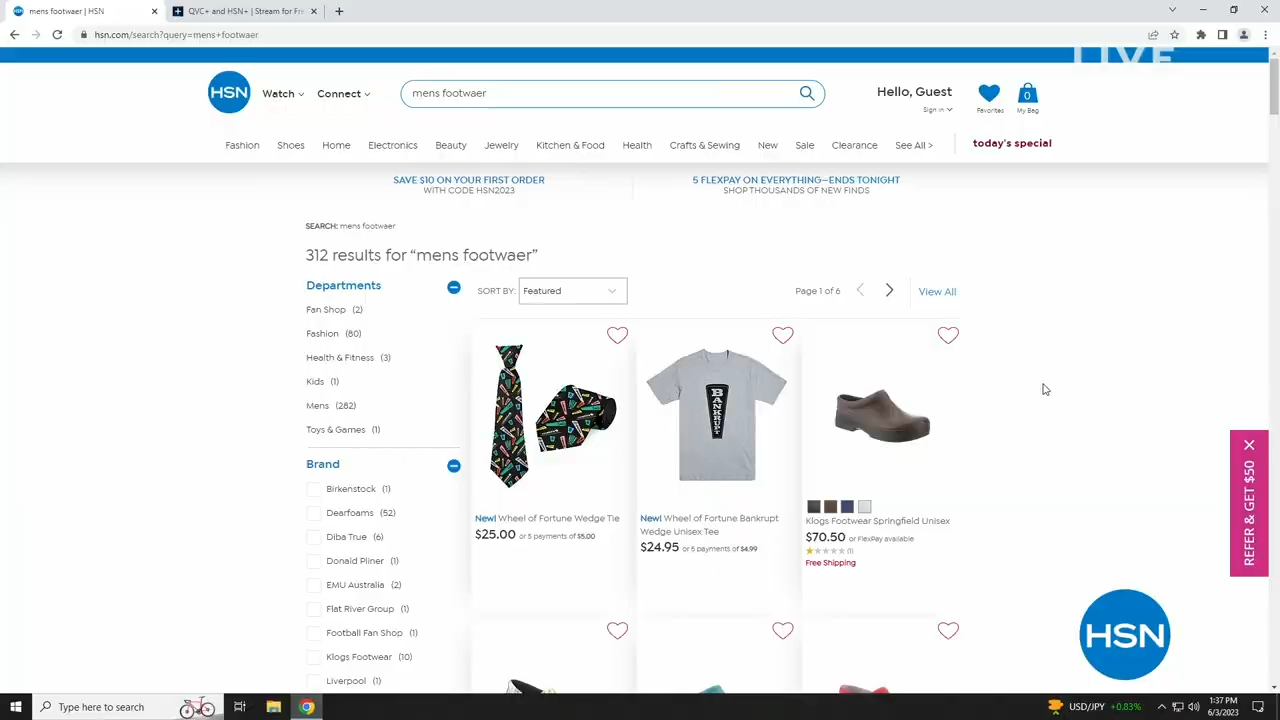 mens footwaer | HSN
QVC+ and HSN+ | Stream for Fre
hsn.com/search?query=mens+footwaer
LIVE
HSN
Watch
Connect
mens footwaer
Hello, Guest
Sign in
Favorites
0
My Bag
Fashion
Shoes
Home
Electronics
Beauty
Jewelry
Kitchen & Food
Health
Crafts & Sewing
New
Sale
Clearance
See All >
today's special
SAVE $10 ON YOUR FIRST ORDER
WITH CODE HSN2023
5 FLEXPAY ON EVERYTHING—ENDS TONIGHT
SHOP THOUSANDS OF NEW FINDS
SEARCH: mens footwaer
312 results for “mens footwaer”
Departments
Fan Shop (2)
Fashion (80)
Health & Fitness (3)
Kids (1)
Mens (282)
Toys & Games (1)
Brand
Birkenstock (1)
Dearfoams (52)
Diba True (6)
Donald Pliner (1)
EMU Australia (2)
Flat River Group (1)
Football Fan Shop (1)
Klogs Footwear (10)
Liverpool (1)
SORT BY: Featured
Page 1 of 6
View All
New! Wheel of Fortune Wedge Tie
$25.00 or 5 payments of $5.00
BANKRUPT
New! Wheel of Fortune Bankrupt
Wedge Unisex Tee
$24.95 or 5 payments of $4.99
Klogs Footwear Springfield Unisex
$70.50 or FlexPay available
(1)
Free Shipping
REFER & GET $50
HSN
Type here to search
USD/JPY +0.83%
1:37 PM
6/3/2023